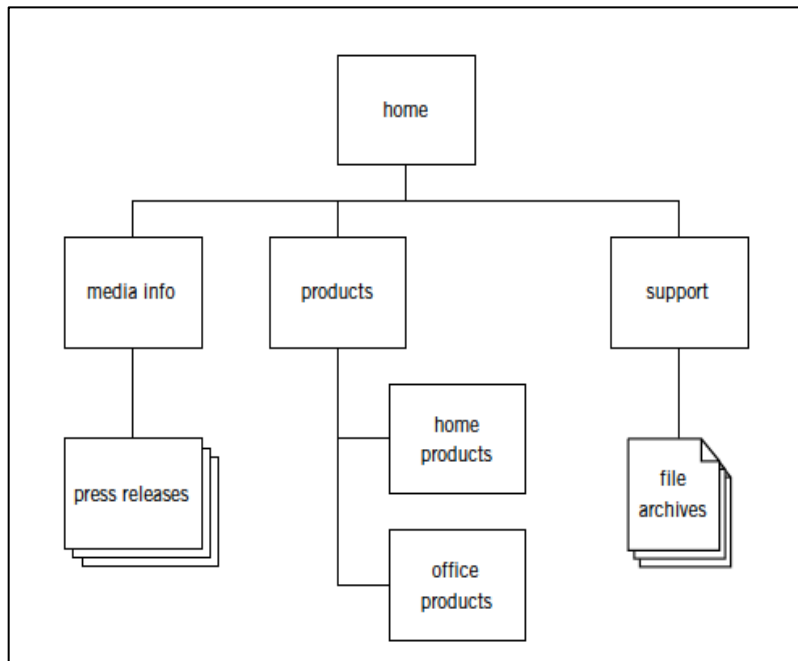 home
media info
products
support
home
products
press releases
file
archives
office
products